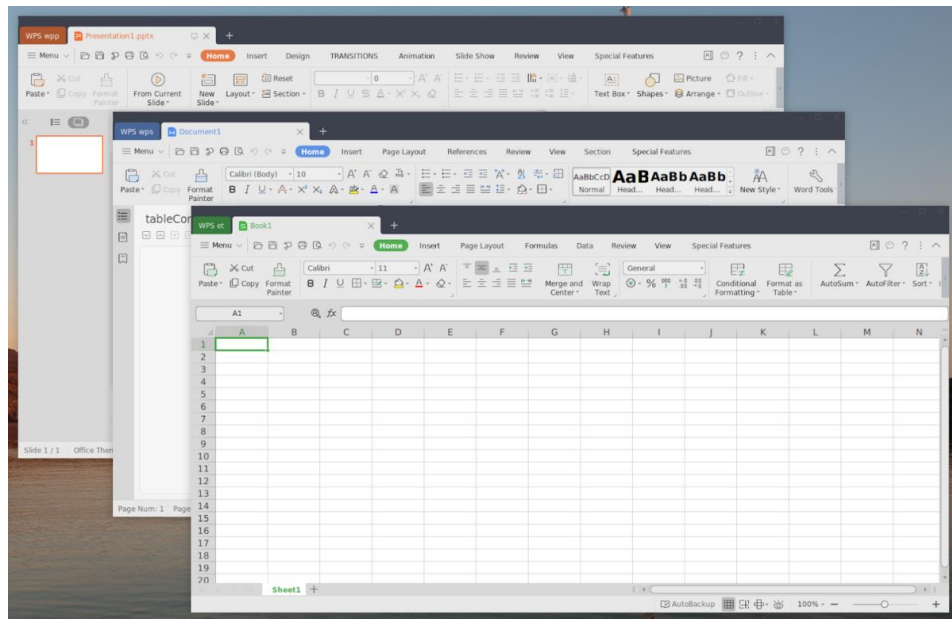 WPS wpp Presentation1.pptx
Menu Home Insert Design TRANSITIONS Animation Slide Show Review View Special Features
Paste Cut Copy Format Painter From Current Slide New Slide Layout Reset Section 0 Text Box Shapes Picture Arrange Fill Outline
1
Slide 1 / 1 Office Them
WPS wps Document1
Menu Home Insert Page Layout References Review View Section Special Features
Paste Cut Copy Format Painter Calibri (Body) 10 AaBbCcD Normal AaB Head... AaBb Head... AaBb Head... New Style Word Tools
tableCor
Page Num: 1 Page
WPS et Book1
Menu Home Insert Page Layout Formulas Data Review View Special Features
Paste Cut Copy Format Painter Calibri 11 Merge and Center Wrap Text General Conditional Formatting Format as Table AutoSum AutoFilter Sort
A1 fx
A B C D E F G H I J K L M N
1
2
3
4
5
6
7
8
9
10
11
12
13
14
15
16
17
18
19
20
Sheet1
AutoBackup 100%